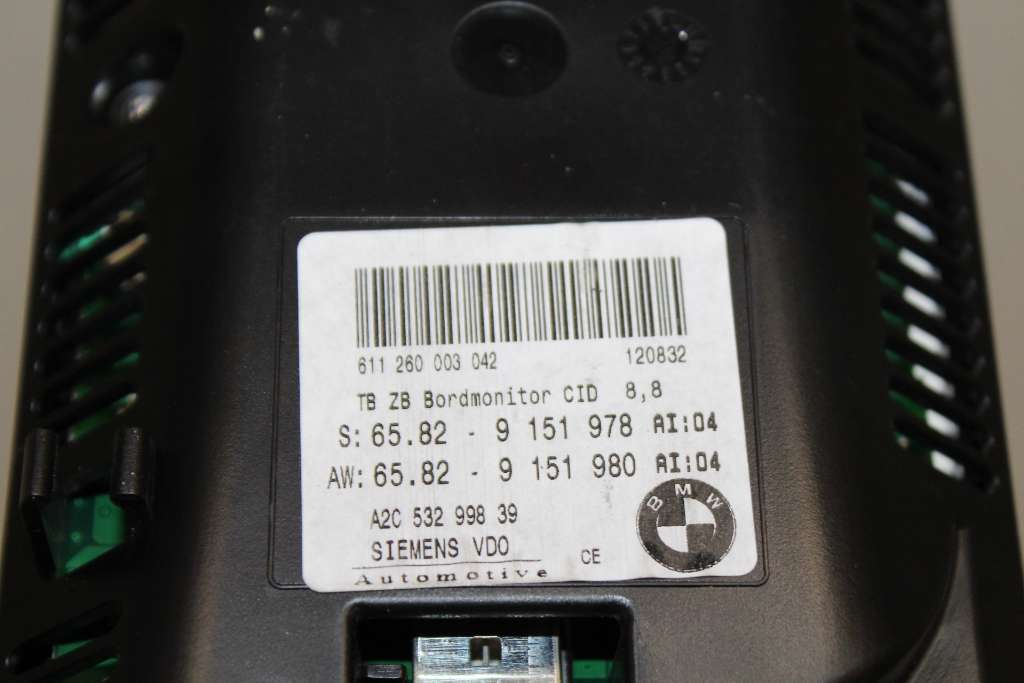 611 260 003 042 120832
TB ZB Bordmonitor CID 8,8
S: 65.82 - 9 151 978 AI:04
AW: 65.82 - 9 151 980 AI:04
A2C 532 998 39
SIEMENS VDO
Automotive
CE
BMW